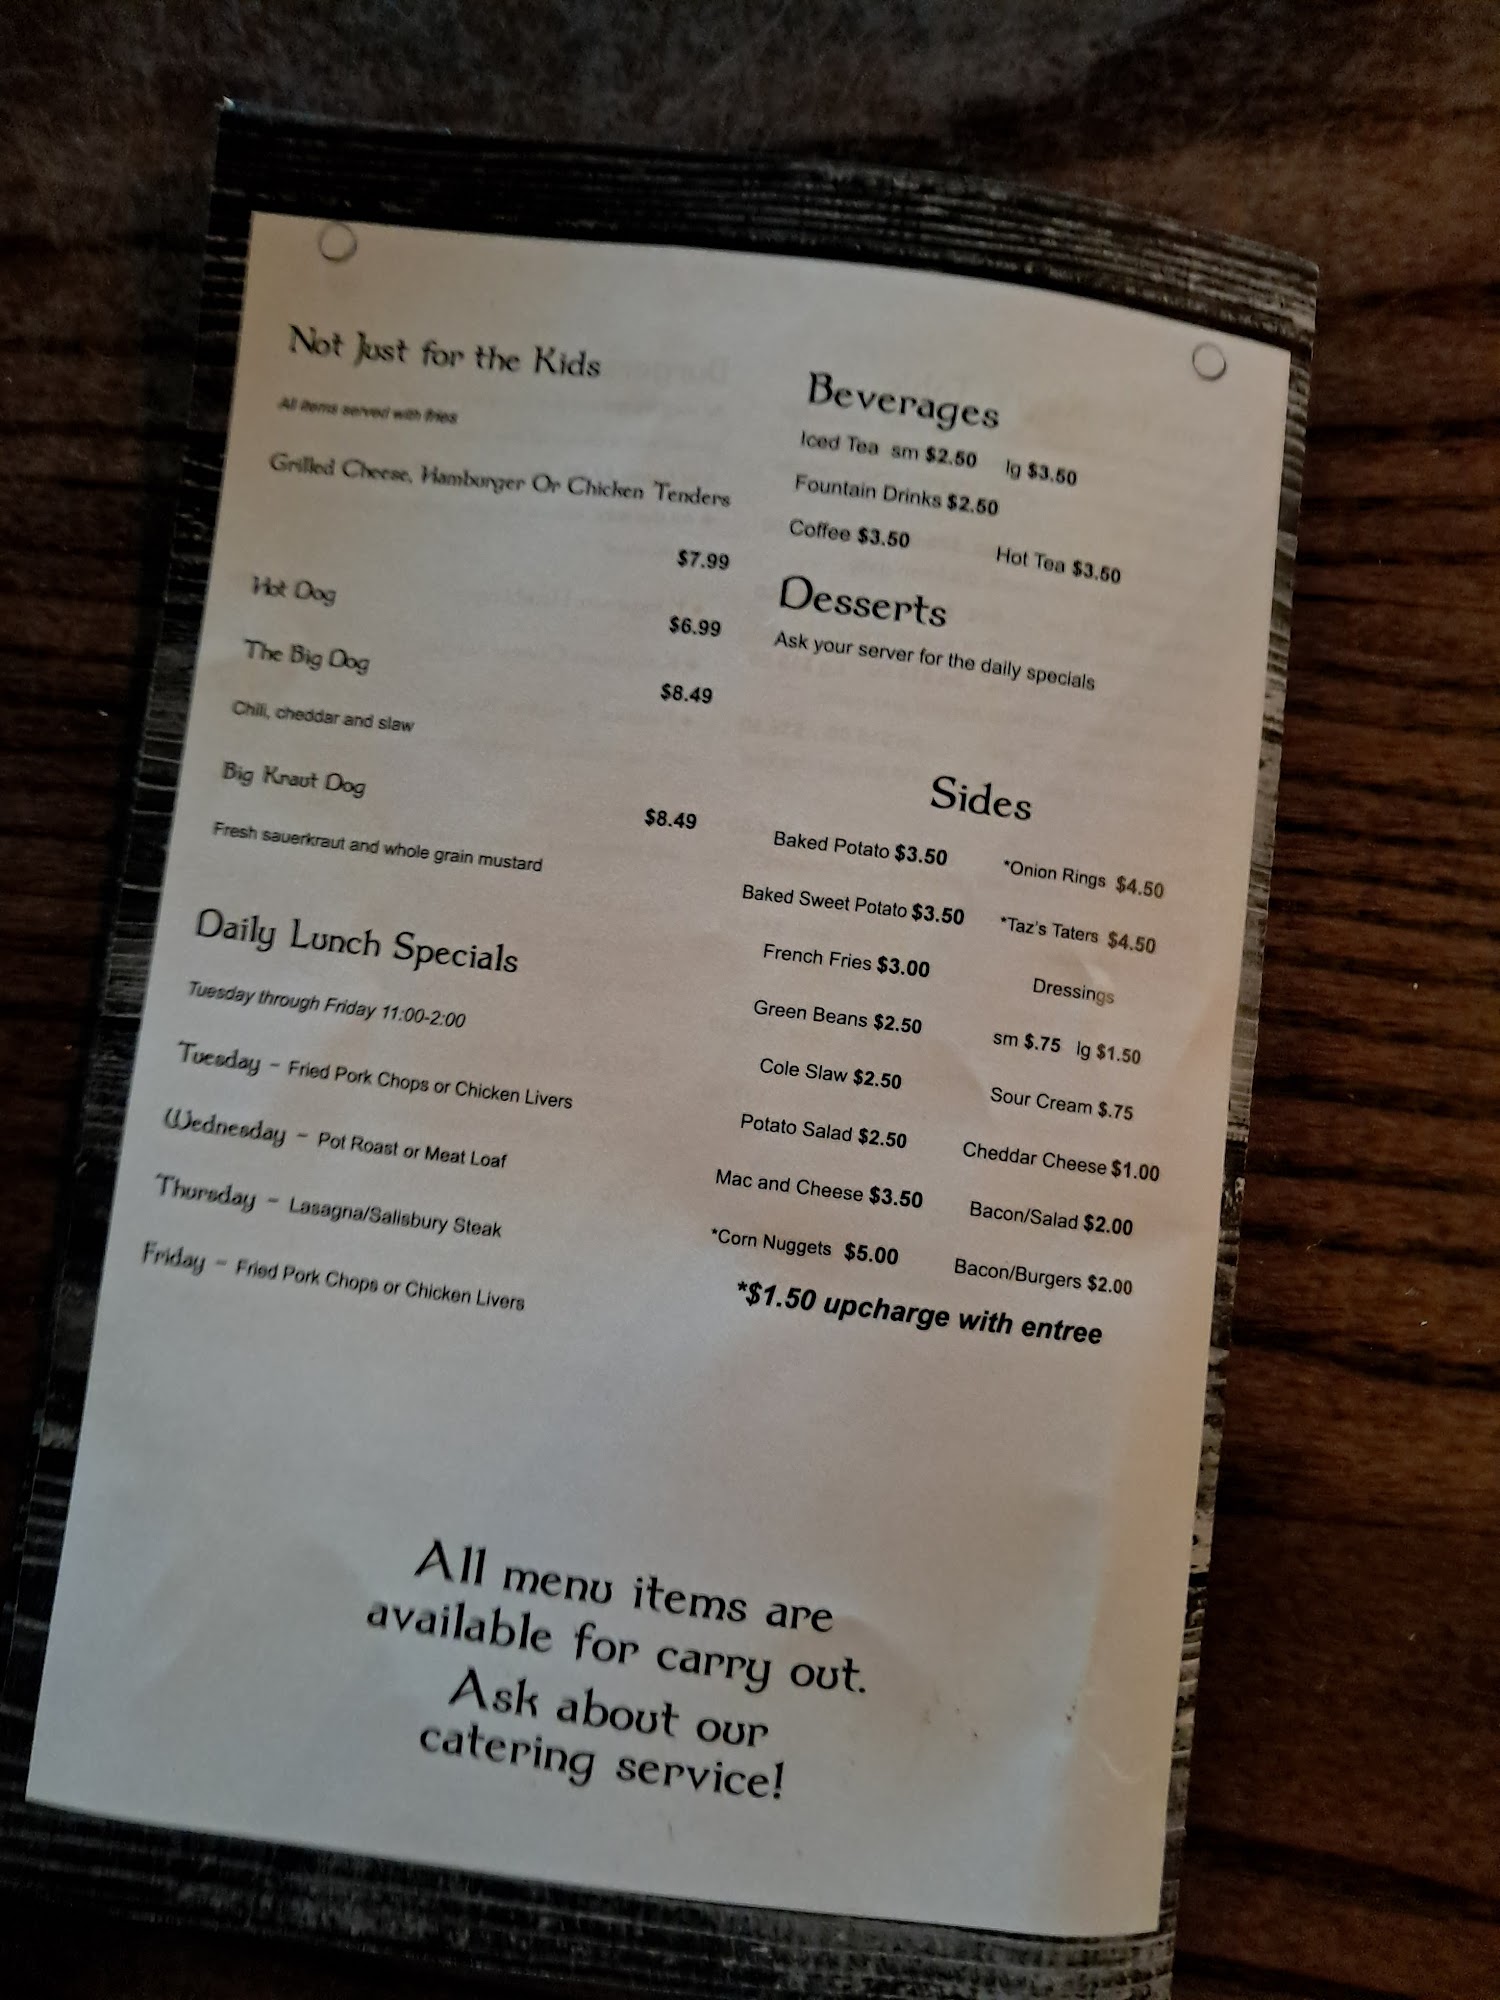 Not Just for the Kids
All items served with fries
Grilled Cheese, Hamburger Or Chicken Tenders
$7.99
Hot Dog
$6.99
The Big Dog
$8.49
Chili, cheddar and slaw
Big Kraut Dog
$8.49
Fresh sauerkraut and whole grain mustard
Daily Lunch Specials
Tuesday through Friday 11:00-2:00
Tuesday - Fried Pork Chops or Chicken Livers
Wednesday - Pot Roast or Meat Loaf
Thursday - Lasagna/Salisbury Steak
Friday - Fried Pork Chops or Chicken Livers
Beverages
Iced Tea sm $2.50 lg $3.50
Fountain Drinks $2.50
Coffee $3.50 Hot Tea $3.50
Desserts
Ask your server for the daily specials
Sides
Baked Potato $3.50 *Onion Rings $4.50
Baked Sweet Potato $3.50 *Taz's Taters $4.50
French Fries $3.00 Dressings
Green Beans $2.50 sm $.75 lg $1.50
Cole Slaw $2.50 Sour Cream $.75
Potato Salad $2.50 Cheddar Cheese $1.00
Mac and Cheese $3.50 Bacon/Salad $2.00
*Corn Nuggets $5.00 Bacon/Burgers $2.00
*$1.50 upcharge with entree
All menu items are
available for carry out.
Ask about our
catering service!